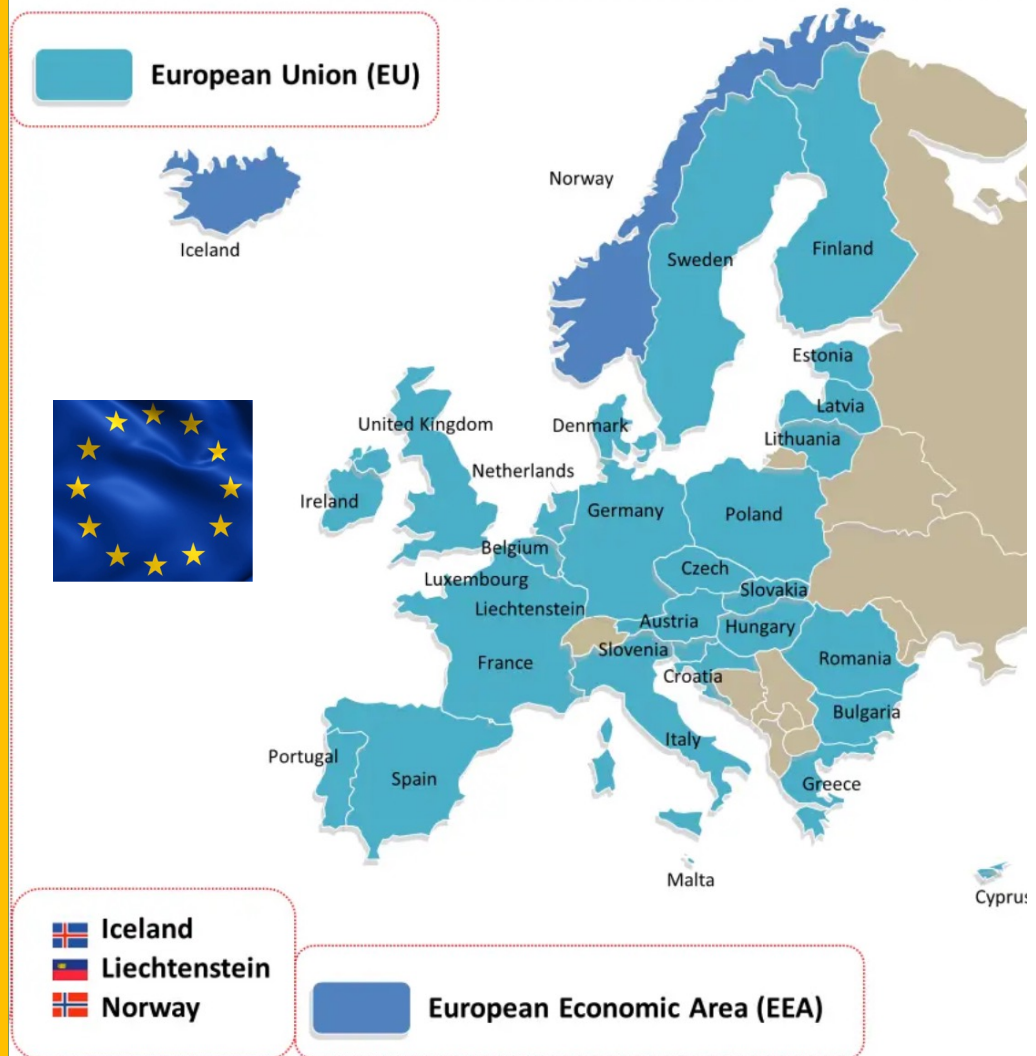 European Union (EU)
Norway
Iceland
Sweden
Finland
Estonia
Latvia
Lithuania
United Kingdom
Denmark
Netherlands
Ireland
Germany
Poland
Belgium
Czech
Luxembourg
Slovakia
Liechtenstein
Austria
Hungary
Slovenia
France
Romania
Croatia
Bulgaria
Italy
Portugal
Spain
Greece
Malta
Cyprus
Iceland
Liechtenstein
Norway
European Economic Area (EEA)